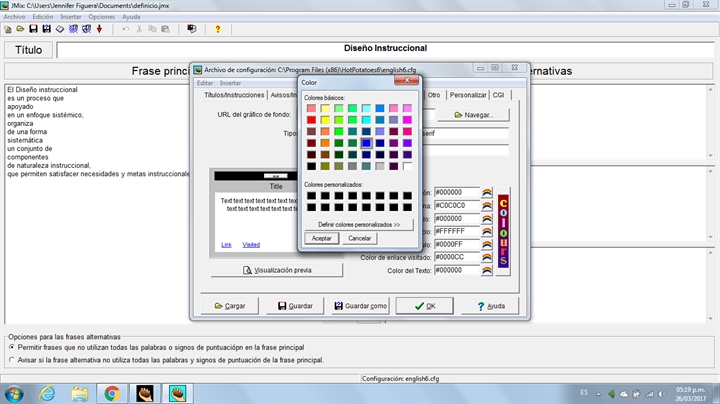 JMix: C:\Users\Jennifer Figuera\Documents\definicio.jmx
Archivo Edición Insertar Opciones Ayuda
Título
Diseño Instruccional
Frase princi
ernativas
El Diseño instruccional
es un proceso que
apoyado
en un enfoque sistémico,
organiza
de una forma
sistemática
un conjunto de
componentes
de naturaleza instruccional,
que permiten satisfacer necesidades y metas instruccionale
Archivo de configuración: C:\Program Files (x86)\HotPotatoes6\english6.cfg
Editar Insertar
Títulos/Instrucciones Avisos/In
Otro Personalizar CGI
URL del gráfico de fondo:
Navegar...
Tipo
serif
Title
Text text text text text text
text text text text text text
Link Visited
Visualización previa
ón: #000000
na: #C0C0C0
lo: #000000
cio: #FFFFFF
ulo: #0000FF
Color de enlace visitado: #0000CC
Color del Texto: #000000
colours
Cargar
Guardar
Guardar como
OK
Ayuda
Color
Colores básicos:
Colores personalizados:
Definir colores personalizados >>
Aceptar
Cancelar
Opciones para las frases alternativas
Permitir frases que no utilizan todas las palabras o signos de puntuaciópn en la frase principal
Avisar si la frase alternativa no utiliza todas las palabras y signos de puntuación de la frase principal.
Configuración: english6.cfg
ES
05:19 p.m.
26/03/2017